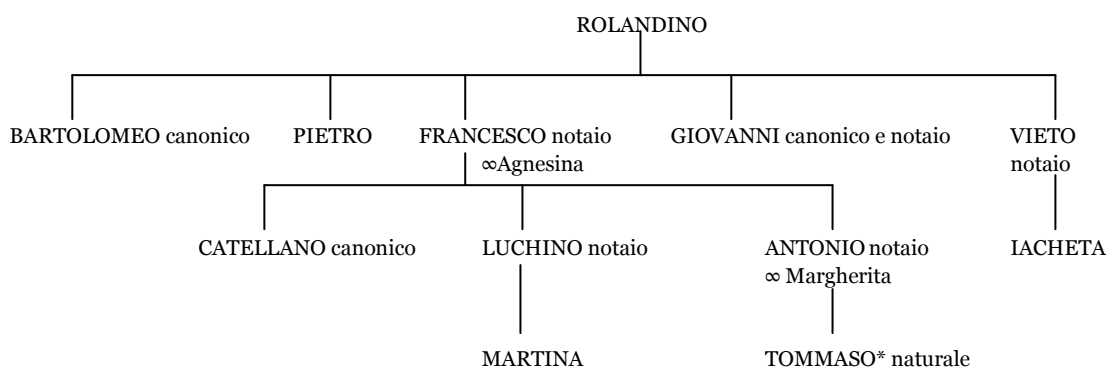 ROLANDINO
BARTOLOMEO canonico PIETRO FRANCESCO notaio GIOVANNI canonico e notaio VIETO
∞Agnesina notaio
CATELLANO canonico LUCHINO notaio ANTONIO notaio IACHETA
∞ Margherita
MARTINA TOMMASO* naturale